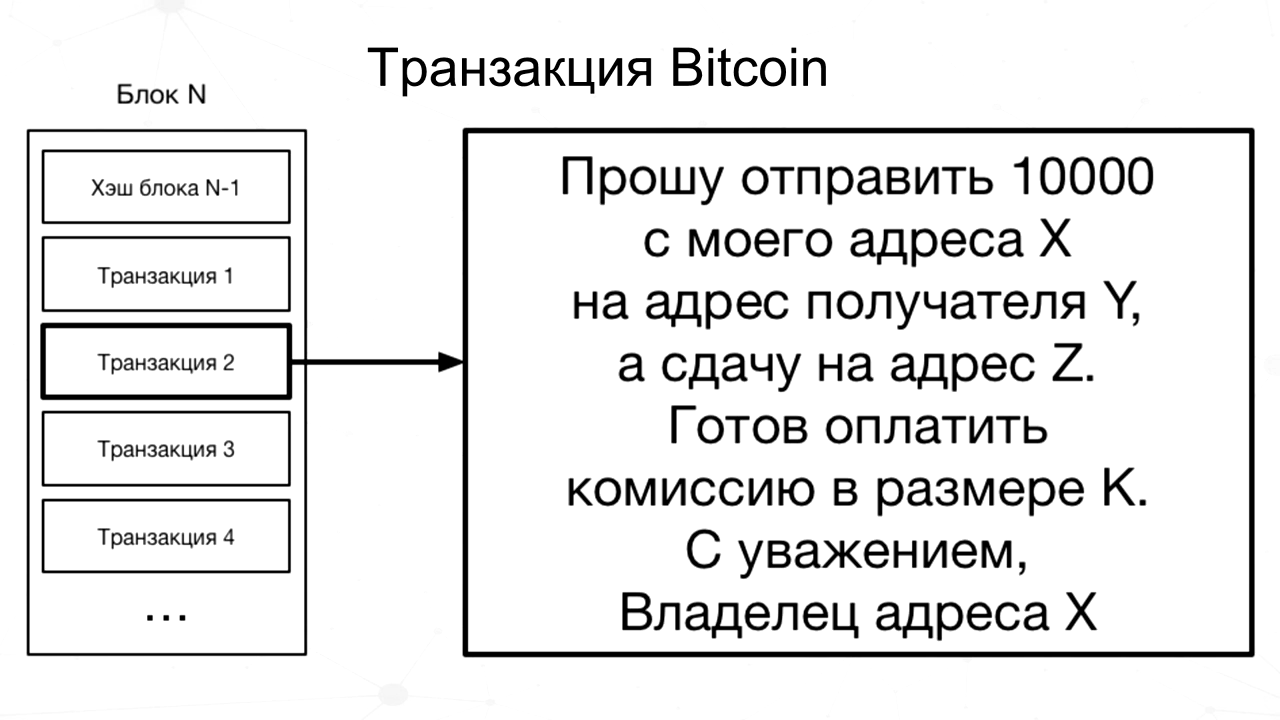 Транзакция Bitcoin
Блок N
Хэш блока N-1
Транзакция 1
Транзакция 2
Транзакция 3
Транзакция 4
...
Прошу отправить 10000
с моего адреса X
на адрес получателя Y,
а сдачу на адрес Z.
Готов оплатить
комиссию в размере K.
С уважением,
Владелец адреса X